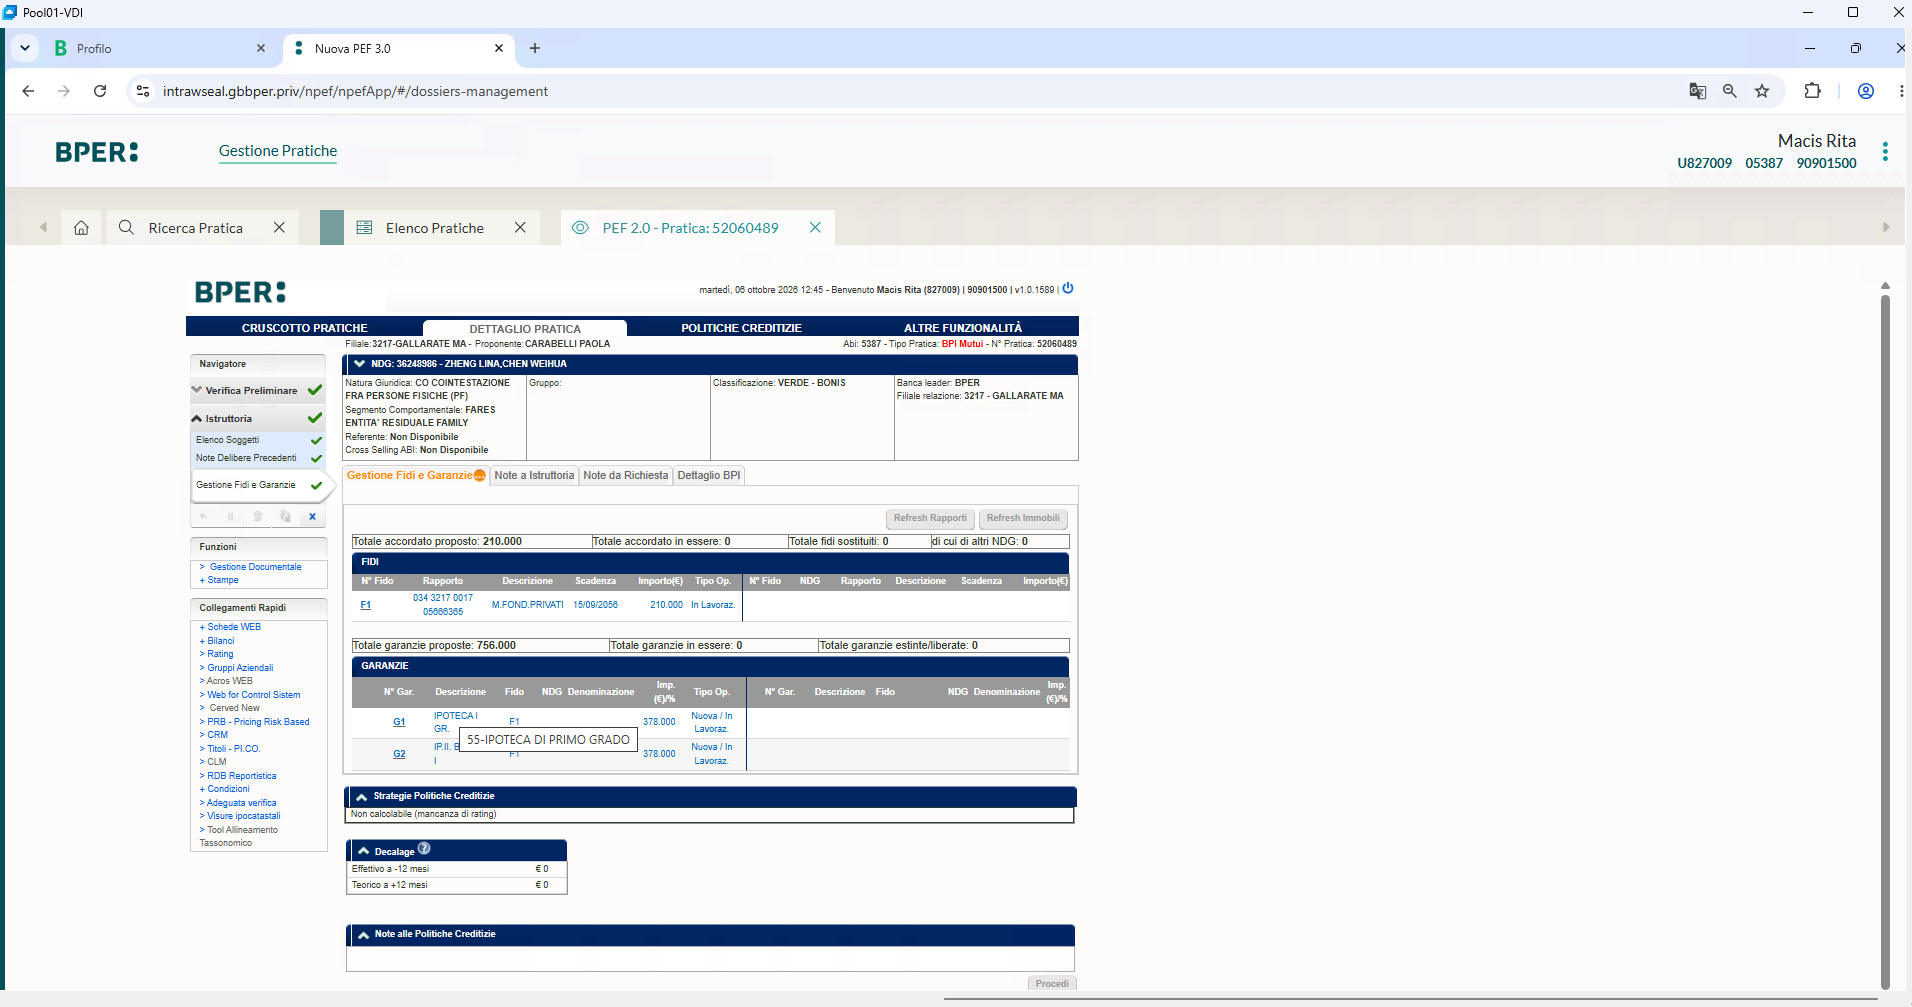 Pool01-VDI
Profilo
Nuova PEF 3.0
intrawseal.gbbper.priv/npef/npefApp/#/dossiers-management
BPER:
Gestione Pratiche
Macis Rita
U827009 05387 90901500
Ricerca Pratica
Elenco Pratiche
PEF 2.0 - Pratica: 52060489
BPER:
martedì, 06 ottobre 2026 12:45 - Benvenuto Macis Rita (827009) | 90901500 | v1.0.1589 |
CRUSCOTTO PRATICHE
DETTAGLIO PRATICA
POLITICHE CREDITIZIE
ALTRE FUNZIONALITÀ
Filiale: 3217-GALLARATE MA - Proponente: CARABELLI PAOLA
Abi: 5387 - Tipo Pratica: BPI Mutui - N° Pratica: 52060489
Navigatore
Verifica Preliminare
Istruttoria
Elenco Soggetti
Note Delibere Precedenti
Gestione Fidi e Garanzie
Funzioni
> Gestione Documentale
+ Stampe
Collegamenti Rapidi
+ Schede WEB
+ Bilanci
> Rating
> Gruppi Aziendali
> Acros WEB
> Web for Control Sistem
> Cerved New
> PRB - Pricing Risk Based
> CRM
> Titoli - PI.CO.
> CLM
> RDB Reportistica
+ Condizioni
> Adeguata verifica
> Visure ipocatastali
> Tool Allineamento
Tassonomico
NDG: 36248986 - ZHENG LINA,CHEN WEIHUA
Natura Giuridica: CO COINTESTAZIONE
FRA PERSONE FISICHE (PF)
Segmento Comportamentale: FARES
ENTITA' RESIDUALE FAMILY
Referente: Non Disponibile
Cross Selling ABI: Non Disponibile
Gruppo:
Classificazione: VERDE - BONIS
Banca leader: BPER
Filiale relazione: 3217 - GALLARATE MA
Gestione Fidi e Garanzie
Note a Istruttoria
Note da Richiesta
Dettaglio BPI
Refresh Rapporti
Refresh Immobili
Totale accordato proposto: 210.000
Totale accordato in essere: 0
Totale fidi sostituiti: 0
di cui di altri NDG: 0
FIDI
N° Fido Rapporto Descrizione Scadenza Importo(€) Tipo Op. N° Fido NDG Rapporto Descrizione Scadenza Importo(€)
F1 034 3217 0017 05666365 M.FOND.PRIVATI 15/09/2056 210.000 In Lavoraz.
Totale garanzie proposte: 756.000
Totale garanzie in essere: 0
Totale garanzie estinte/liberate: 0
GARANZIE
N° Gar. Descrizione Fido NDG Denominazione Imp. (€)/% Tipo Op. N° Gar. Descrizione Fido NDG Denominazione Imp. (€)/%
G1 IPOTECA I GR. F1 378.000 Nuova / In Lavoraz.
55-IPOTECA DI PRIMO GRADO
G2 IP.II. I F1 378.000 Nuova / In Lavoraz.
Strategie Politiche Creditizie
Non calcolabile (mancanza di rating)
Decalage
Effettivo a -12 mesi € 0
Teorico a +12 mesi € 0
Note alle Politiche Creditizie
Procedi